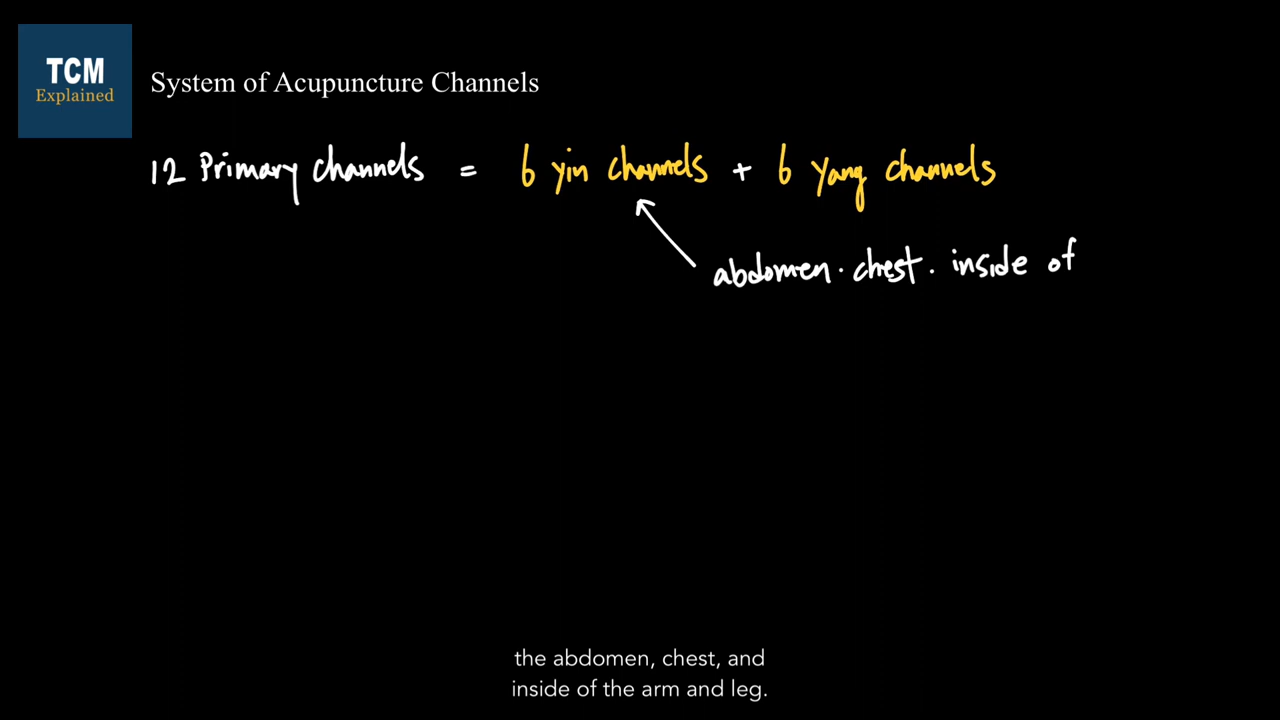 TCM
Explained
System of Acupuncture Channels
12 Primary channels = 6 yin channels + 6 Yang channels
abdomen · chest · inside of
the abdomen, chest, and
inside of the arm and leg.